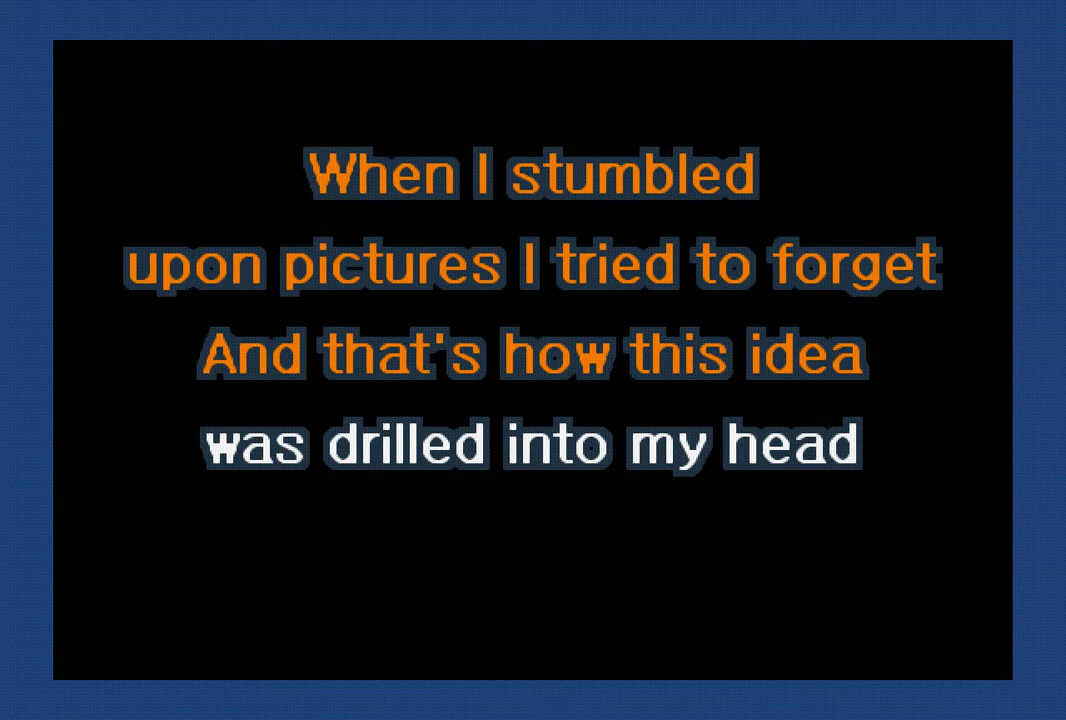 When I stumbled
upon pictures I tried to forget
And that's how this idea
was drilled into my head